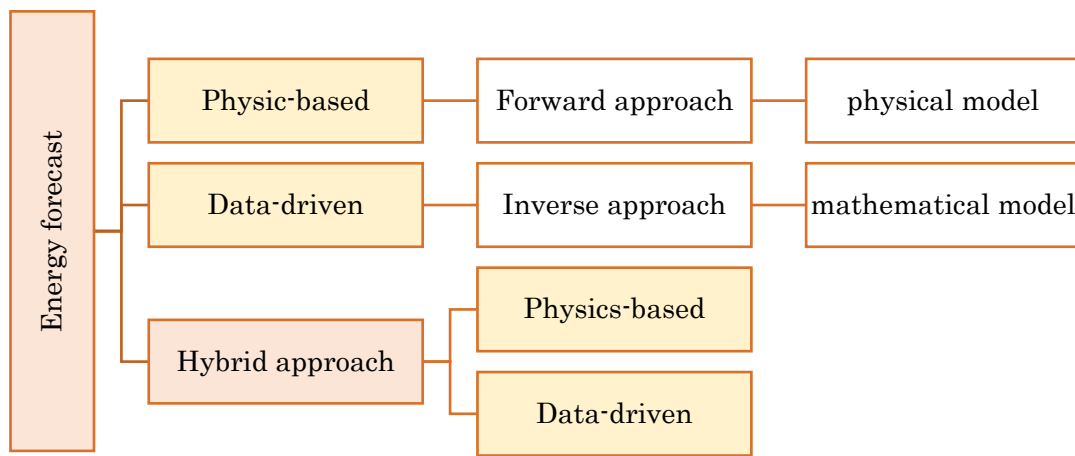 Energy forecast
Physic-based
Forward approach
physical model
Data-driven
Inverse approach
mathematical model
Hybrid approach
Physics-based
Data-driven